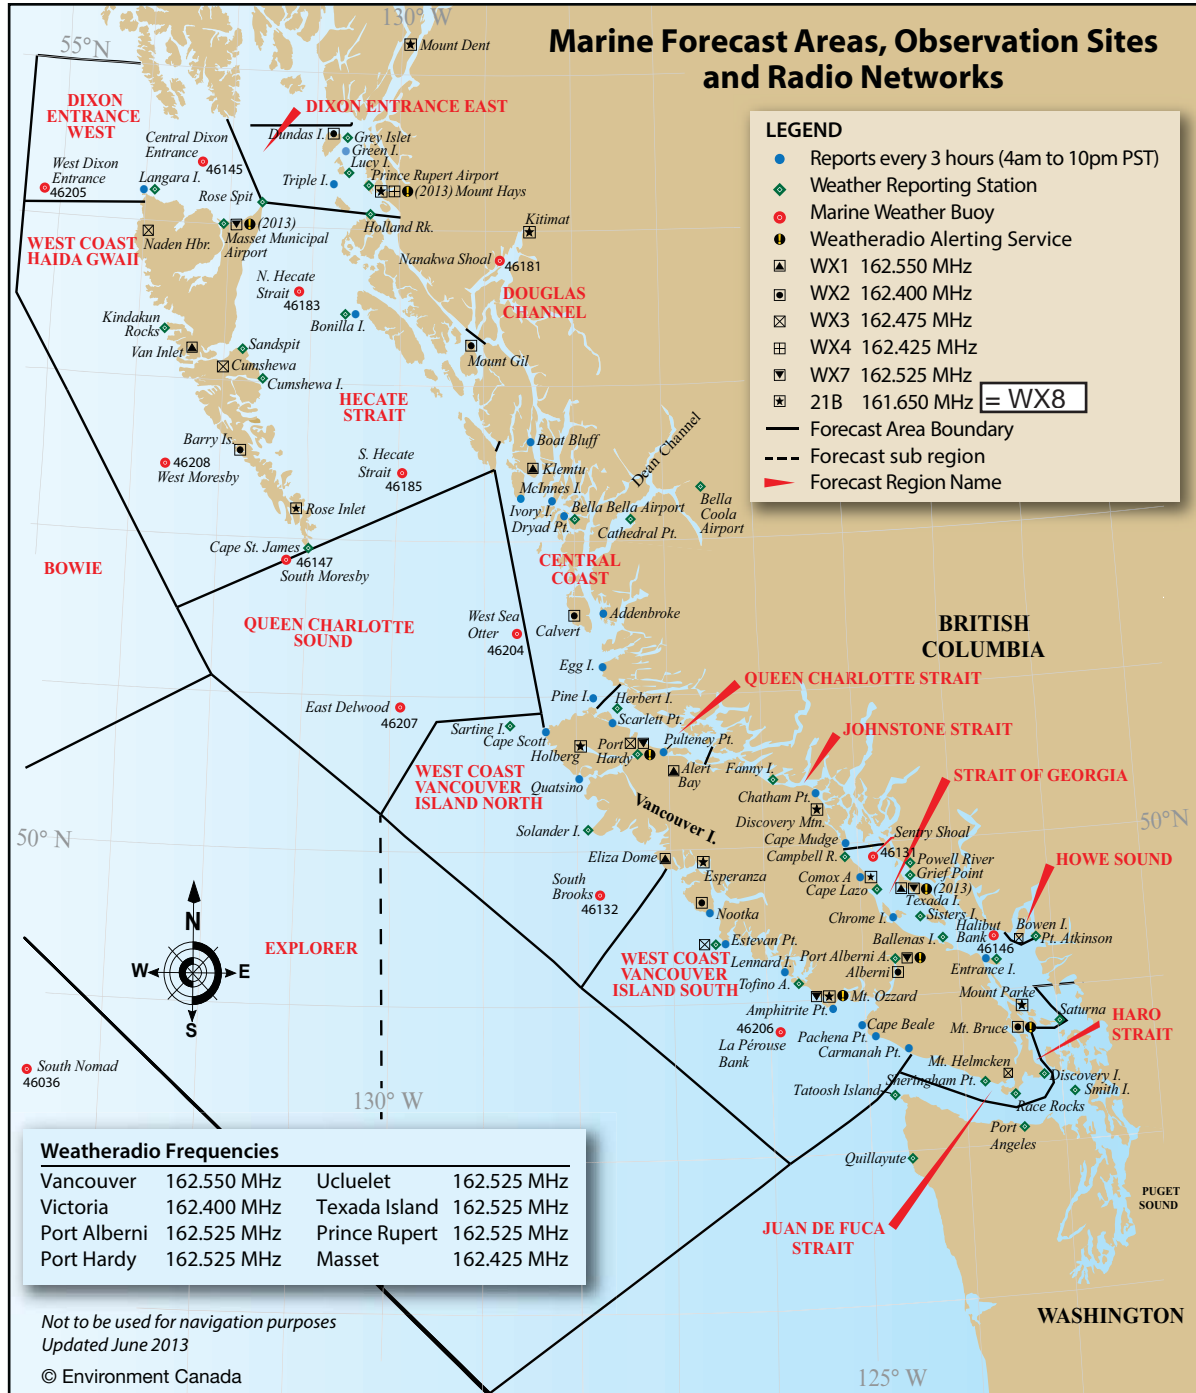 55° N
130° W
Marine Forecast Areas, Observation Sites
and Radio Networks
LEGEND
Reports every 3 hours (4am to 10pm PST)
Weather Reporting Station
Marine Weather Buoy
Weatheradio Alerting Service
WX1 162.550 MHz
WX2 162.400 MHz
WX3 162.475 MHz
WX4 162.425 MHz
WX7 162.525 MHz
21B 161.650 MHz = WX8
Forecast Area Boundary
Forecast sub region
Forecast Region Name
Mount Dent
DIXON
ENTRANCE
WEST
DIXON ENTRANCE EAST
Central Dixon
Entrance
46145
West Dixon
Entrance
46205
Langara I.
Rose Spit
Dundas I.
Grey Islet
Green I.
Lucy I.
Triple I.
Prince Rupert Airport
(2013) Mount Hays
Holland Rk.
WEST COAST
HAIDA GWAII
Naden Hbr.
(2013)
Masset Municipal
Airport
Kitimat
Nanakwa Shoal
46181
DOUGLAS
CHANNEL
N. Hecate
Strait
46183
Bonilla I.
Kindakun
Rocks
Van Inlet
Sandspit
Cumshewa
Cumshewa I.
Mount Gil
HECATE
STRAIT
Barry Is.
46208
West Moresby
S. Hecate
Strait
46185
Rose Inlet
Boat Bluff
Klemtu
McInnes I.
Ivory I.
Dryad Pt.
Bella Bella Airport
Cathedral Pt.
Dean Channel
Bella
Coola
Airport
Cape St. James
46147
South Moresby
BOWIE
CENTRAL
COAST
QUEEN CHARLOTTE
SOUND
West Sea
Otter
46204
Calvert
Addenbroke
BRITISH
COLUMBIA
Egg I.
Pine I.
Herbert I.
Scarlett Pt.
QUEEN CHARLOTTE STRAIT
East Delwood
46207
Sartine I.
Cape Scott
Holberg
Port
Hardy
Pulteney Pt.
Alert
Bay
JOHNSTONE STRAIT
Fanny I.
STRAIT OF GEORGIA
WEST COAST
VANCOUVER
ISLAND NORTH
Quatsino
Vancouver I.
Chatham Pt.
Discovery Mtn.
Solander I.
Cape Mudge
Sentry Shoal
46131
Campbell R.
50° N
50° N
Powell River
Grief Point
HOWE SOUND
Eliza Dome
Esperanza
Comox A
Cape Lazo
(2013)
Texada I.
South
Brooks
46132
Nootka
Chrome I.
Sisters I.
Halibut
Bank
46146
Bowen I.
Pt. Atkinson
Estevan Pt.
Ballenas I.
N
W
E
S
EXPLORER
WEST COAST
VANCOUVER
ISLAND SOUTH
Lennard I.
Tofino A.
Port Alberni A.
Alberni
Entrance I.
Mt. Ozzard
Amphitrite Pt.
Mount Parke
Saturna
HARO
STRAIT
Mt. Bruce
46206
La Pérouse
Bank
Cape Beale
Pachena Pt.
Carmanah Pt.
Mt. Helmcken
Sheringham Pt.
Discovery I.
Smith I.
Tatoosh Island
Race Rocks
South Nomad
46036
130° W
Port
Angeles
Quillayute
PUGET
SOUND
JUAN DE FUCA
STRAIT
WASHINGTON
Weatheradio Frequencies
Vancouver 162.550 MHz Ucluelet 162.525 MHz
Victoria 162.400 MHz Texada Island 162.525 MHz
Port Alberni 162.525 MHz Prince Rupert 162.525 MHz
Port Hardy 162.525 MHz Masset 162.425 MHz
Not to be used for navigation purposes
Updated June 2013
© Environment Canada
125° W